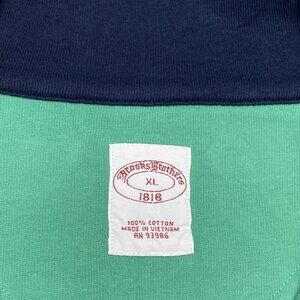 Brooks Brothers
XL
1818
100% COTTON
MADE IN VIETNAM
RN 93986